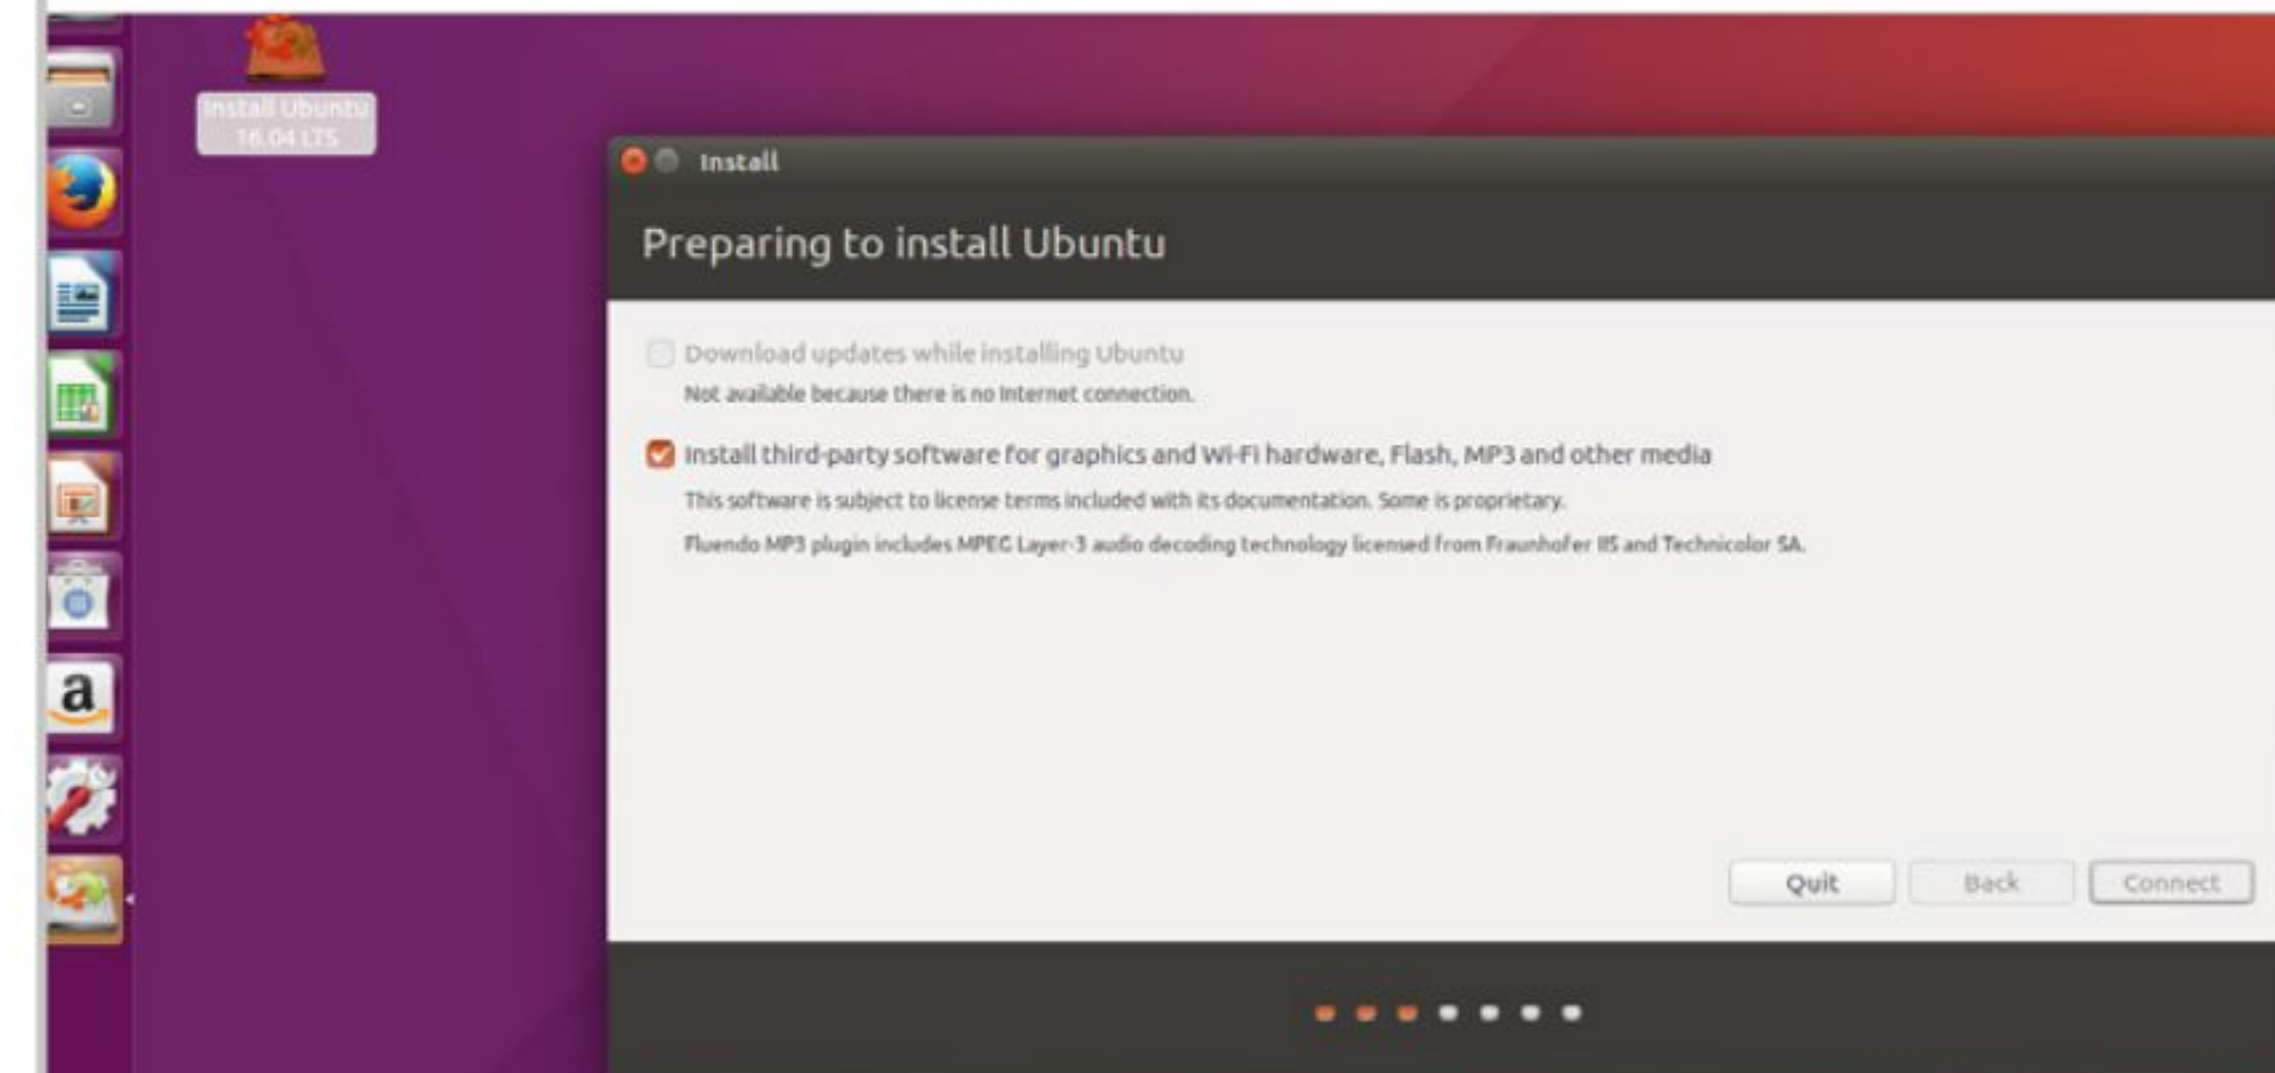 Install Ubuntu
16.04 LTS
Install
Preparing to install Ubuntu
Download updates while installing Ubuntu
Not available because there is no Internet connection.
Install third-party software for graphics and Wi-Fi hardware, Flash, MP3 and other media
This software is subject to license terms included with its documentation. Some is proprietary.
Fluendo MP3 plugin includes MPEG Layer-3 audio decoding technology licensed from Fraunhofer IIS and Technicolor SA.
a
Quit
Back
Connect